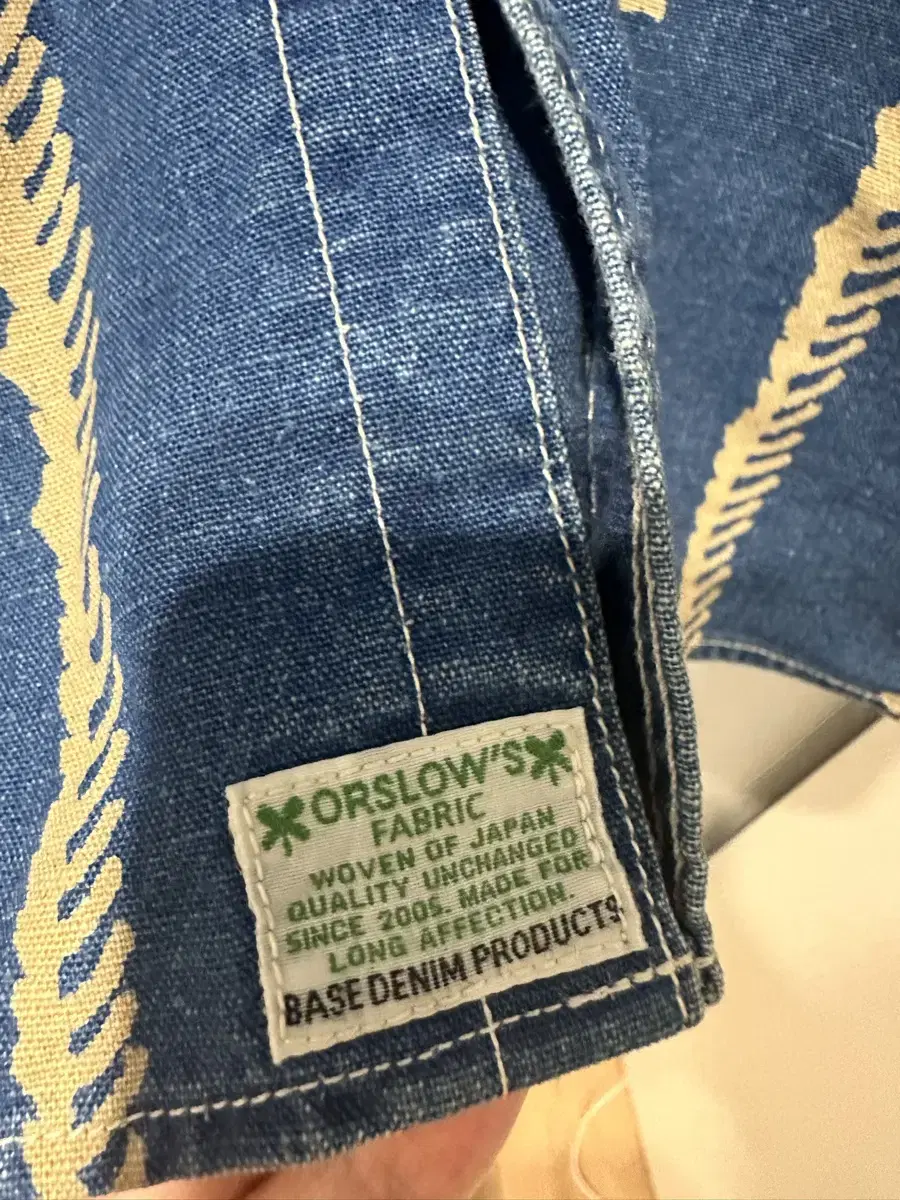 ORSLOW'S
FABRIC
WOVEN OF JAPAN
QUALITY UNCHANGED
SINCE 2005. MADE FOR
LONG AFFECTION.
BASE DENIM PRODUCTS